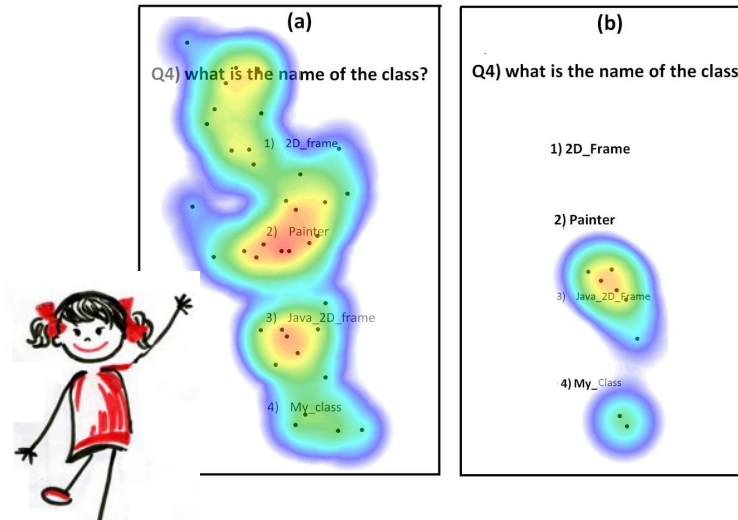 (a)
Q4) what is the name of the class?
1) 2D_frame
2) Painter
3) Java_2D_frame
4) My_class
(b)
Q4) what is the name of the class
1) 2D_Frame
2) Painter
3) Java_2D_Frame
4) My_Class